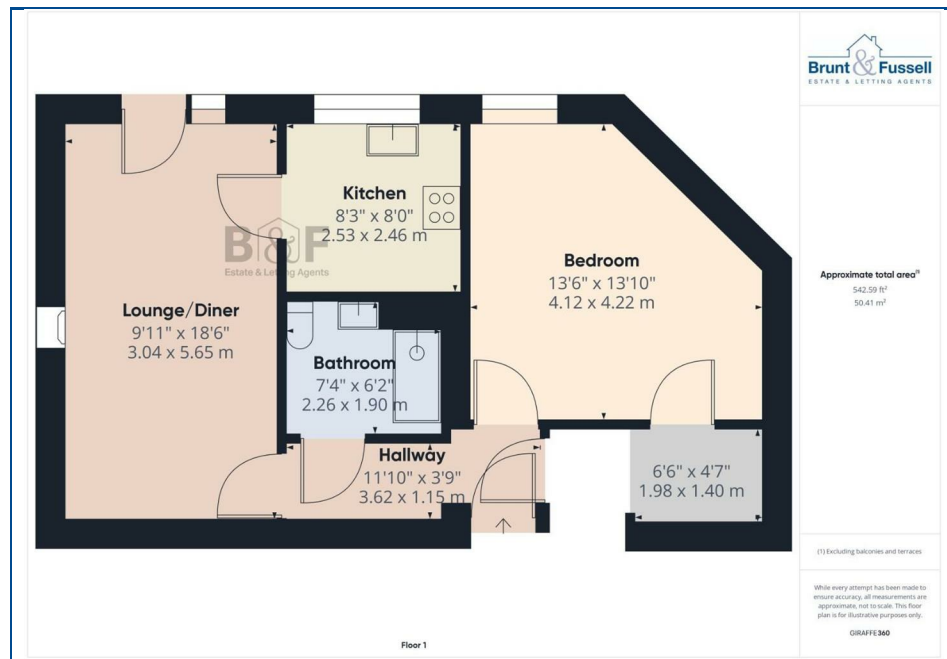 Brunt & Fussell
ESTATE & LETTING AGENTS
Kitchen
8'3" x 8'0"
2.53 x 2.46 m
B&F
Estate & Letting Agents
Bedroom
13'6" x 13'10"
4.12 x 4.22 m
Lounge/Diner
9'11" x 18'6"
3.04 x 5.65 m
Bathroom
7'4" x 6'2"
2.26 x 1.90 m
Hallway
11'10" x 3'9"
3.62 x 1.15 m
6'6" x 4'7"
1.98 x 1.40 m
Floor 1
Approximate total area(1)
542.59 ft²
50.41 m²
(1) Excluding balconies and terraces
While every attempt has been made to
ensure accuracy, all measurements are
approximate, not to scale. This floor
plan is for illustrative purposes only.
GIRAFFE360